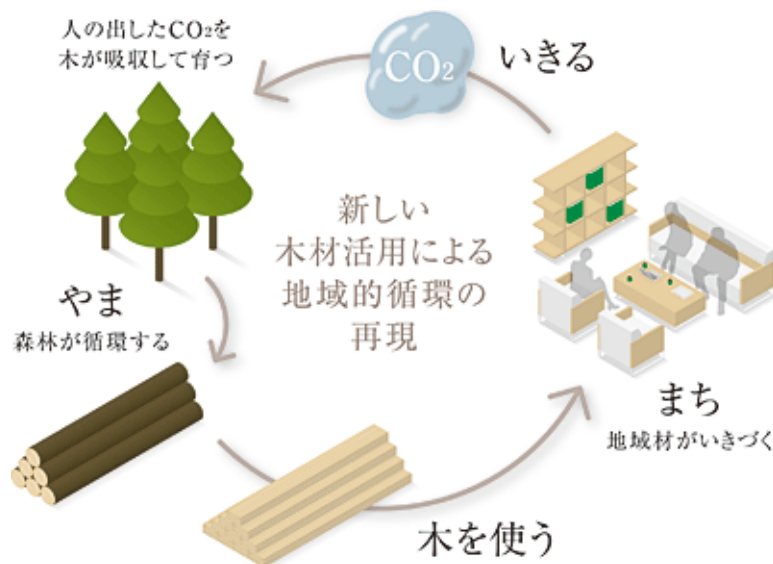 人の出したCO₂を
木が吸収して育つ
CO₂
いきる
新しい
木材活用による
地域的循環の
再現
やま
森林が循環する
まち
地域材がいきづく
木を使う